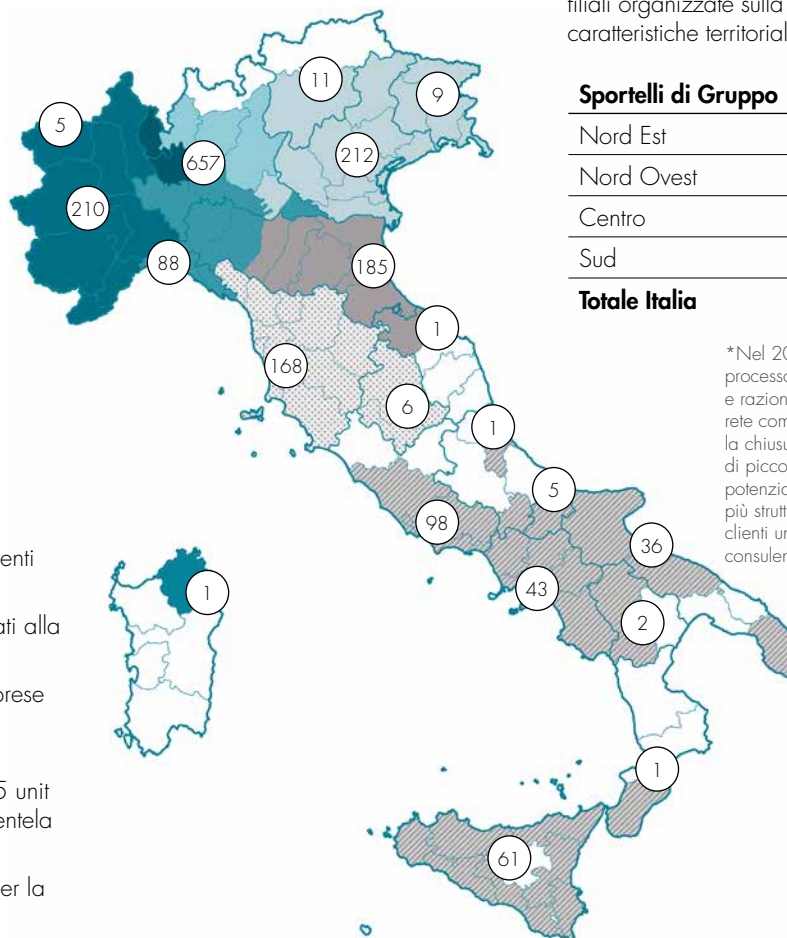 filiali organizzate sulla
caratteristiche territorial
Sportelli di Gruppo
Nord Est
Nord Ovest
Centro
Sud
Totale Italia
*Nel 20
processo
e razion
rete com
la chiusu
di picco
potenzia
più strutt
clienti un
consulen
11
9
5
657
212
210
88
185
1
168
6
1
5
98
36
43
2
1
1
61
enti
ati alla
prese
5 unit
entela
er la